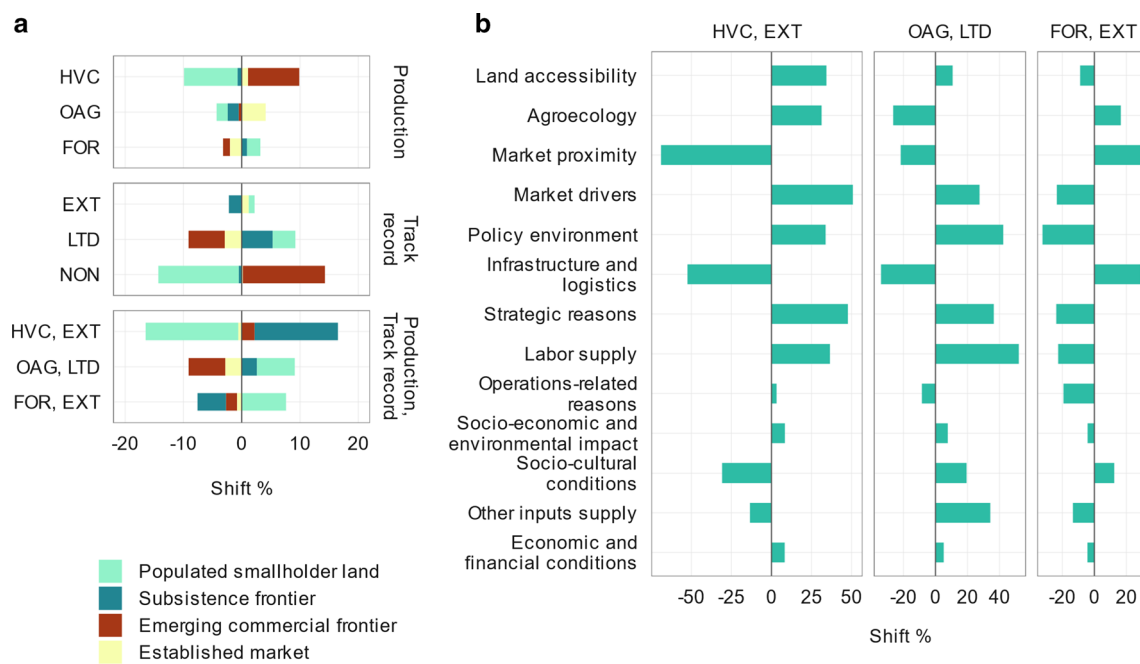 a
HVC
OAG
FOR
Production
EXT
LTD
NON
Track
record
HVC, EXT
OAG, LTD
FOR, EXT
Production,
Track record
-20 -10 0 10 20
Shift %
Populated smallholder land
Subsistence frontier
Emerging commercial frontier
Established market
b
HVC, EXT OAG, LTD FOR, EXT
Land accessibility
Agroecology
Market proximity
Market drivers
Policy environment
Infrastructure and
logistics
Strategic reasons
Labor supply
Operations-related
reasons
Socio-economic and
environmental impact
Socio-cultural
conditions
Other inputs supply
Economic and
financial conditions
-50 -25 0 25 50 -20 0 20 40 -20 0 20
Shift %